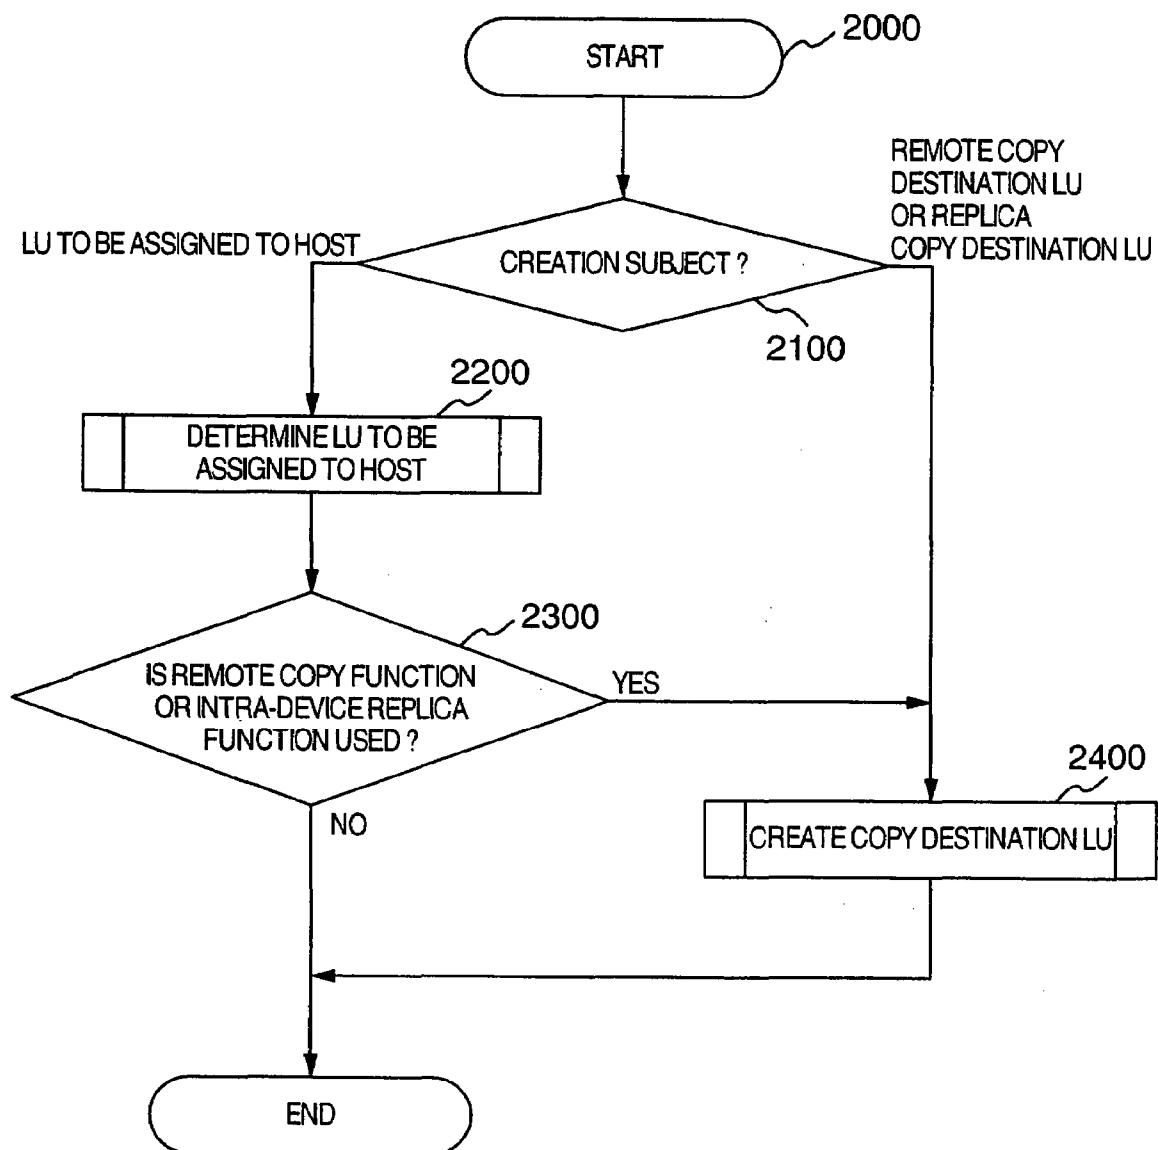 START
2000
REMOTE COPY
DESTINATION LU
OR REPLICA
COPY DESTINATION LU
LU TO BE ASSIGNED TO HOST
CREATION SUBJECT ?
2100
2200
DETERMINE LU TO BE
ASSIGNED TO HOST
2300
IS REMOTE COPY FUNCTION
OR INTRA-DEVICE REPLICA
FUNCTION USED ?
YES
NO
2400
CREATE COPY DESTINATION LU
END